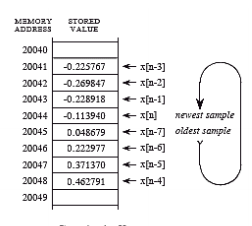 MEMORY ADDRESS STORED VALUE
20040
20041 -0.225767 x[n-3]
20042 -0.269847 x[n-2]
20043 -0.228918 x[n-1]
20044 -0.113940 x[n] newest sample
20045 0.048679 x[n-7] oldest sample
20046 0.222977 x[n-6]
20047 0.371370 x[n-5]
20048 0.462791 x[n-4]
20049